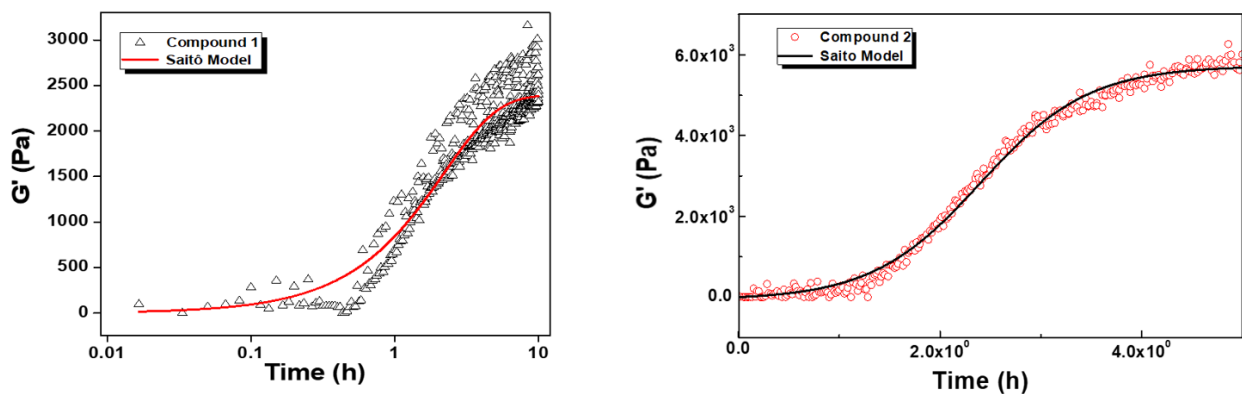 Compound 1
Saitô Model
G' (Pa)
3000
2500
2000
1500
1000
500
0
0.01 0.1 1 10
Time (h)
Compound 2
Saito Model
G' (Pa)
6.0x10³
4.0x10³
2.0x10³
0.0
0.0 2.0x10⁰ 4.0x10⁰
Time (h)